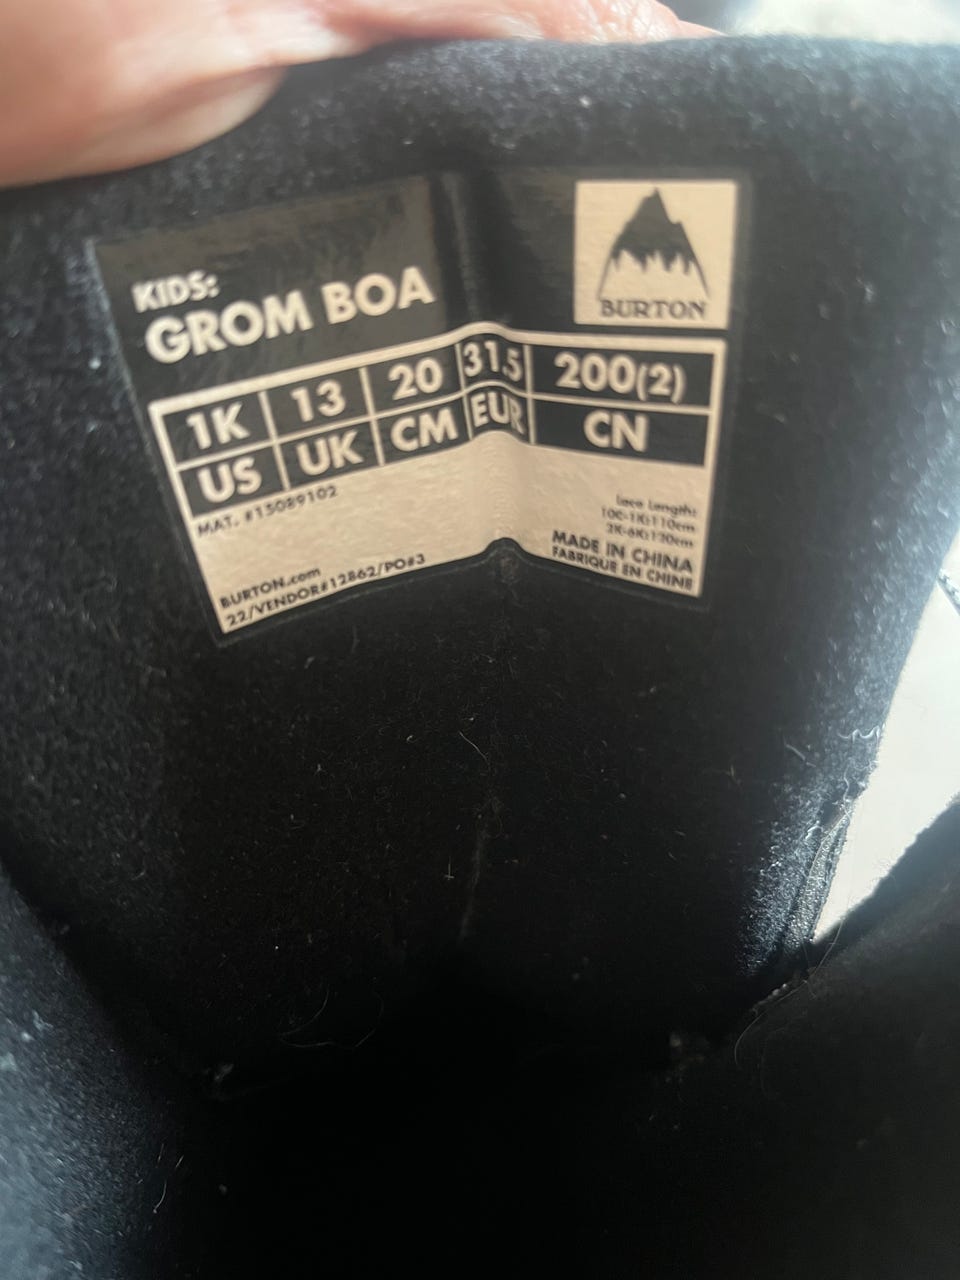 KIDS:
GROM BOA
BURTON
1K 13 20 31.5 200(2)
US UK CM EUR CN
MAT. #15089102
Lace Length:
10C-1K:110cm
2K-6K:120cm
MADE IN CHINA
FABRIQUE EN CHINE
BURTON.com
22/VENDOR#12862/PO#3